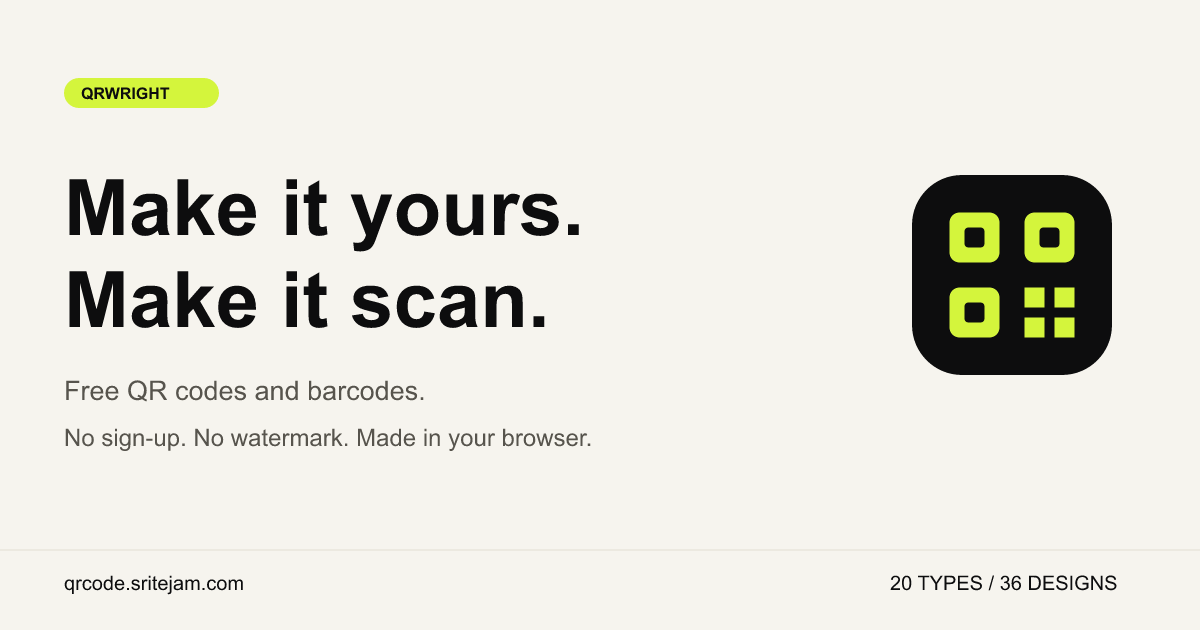 QRWRIGHT
Make it yours.
Make it scan.
Free QR codes and barcodes.
No sign-up. No watermark. Made in your browser.
qrcode.sritejam.com
20 TYPES / 36 DESIGNS